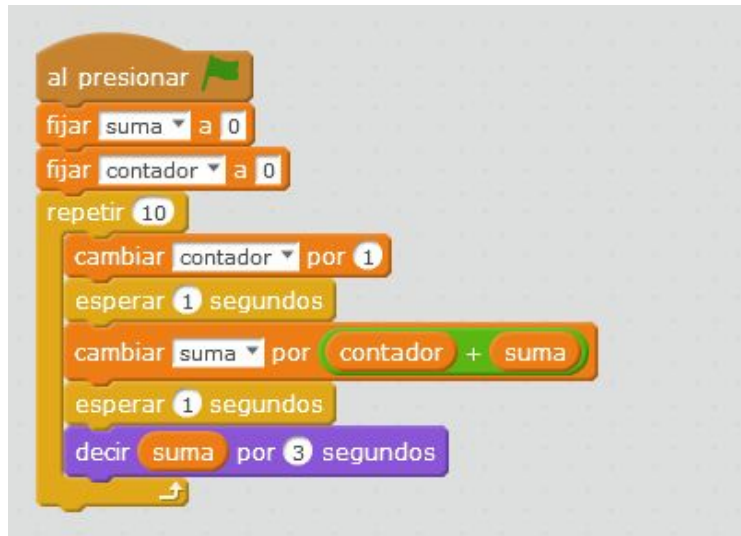 al presionar
fijar suma a 0
fijar contador a 0
repetir 10
cambiar contador por 1
esperar 1 segundos
cambiar suma por contador + suma
esperar 1 segundos
decir suma por 3 segundos